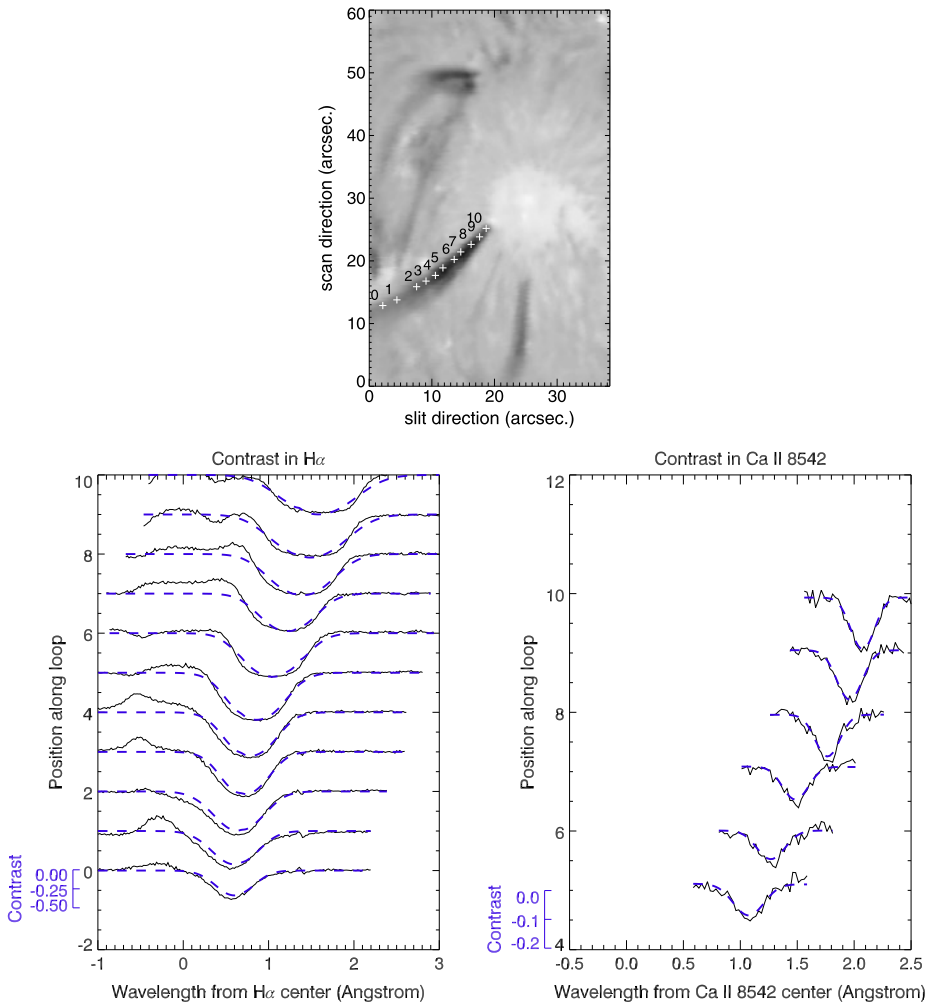 60
50
40
30
20
10
0
scan direction (arcsec.)
0 1 2 3 4 5 6 7 8 9 10
0 10 20 30
slit direction (arcsec.)
Contrast in Hα
10
8
6
4
2
0
-2
Position along loop
0.00
-0.25
-0.50
Contrast
-1 0 1 2 3
Wavelength from Hα center (Angstrom)
Contrast in Ca II 8542
12
10
8
6
4
Position along loop
0.0
-0.1
-0.2
Contrast
-0.5 0.0 0.5 1.0 1.5 2.0 2.5
Wavelength from Ca II 8542 center (Angstrom)